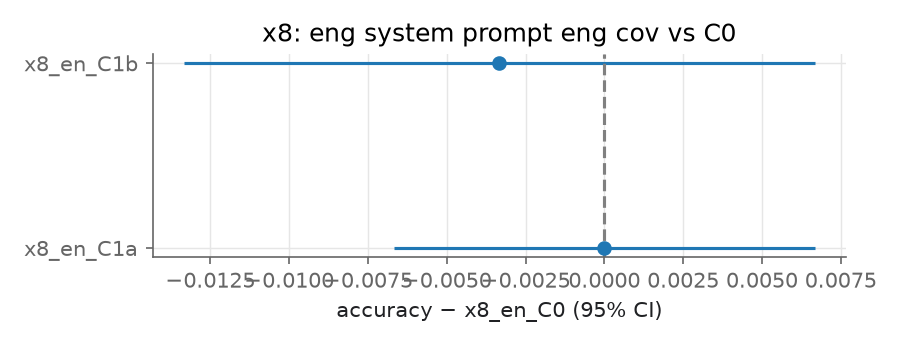 x8: eng system prompt eng cov vs C0
x8_en_C1b
x8_en_C1a
−0.0125 −0.0100 −0.0075 −0.0050 −0.0025 0.0000 0.0025 0.0050 0.0075
accuracy − x8_en_C0 (95% CI)